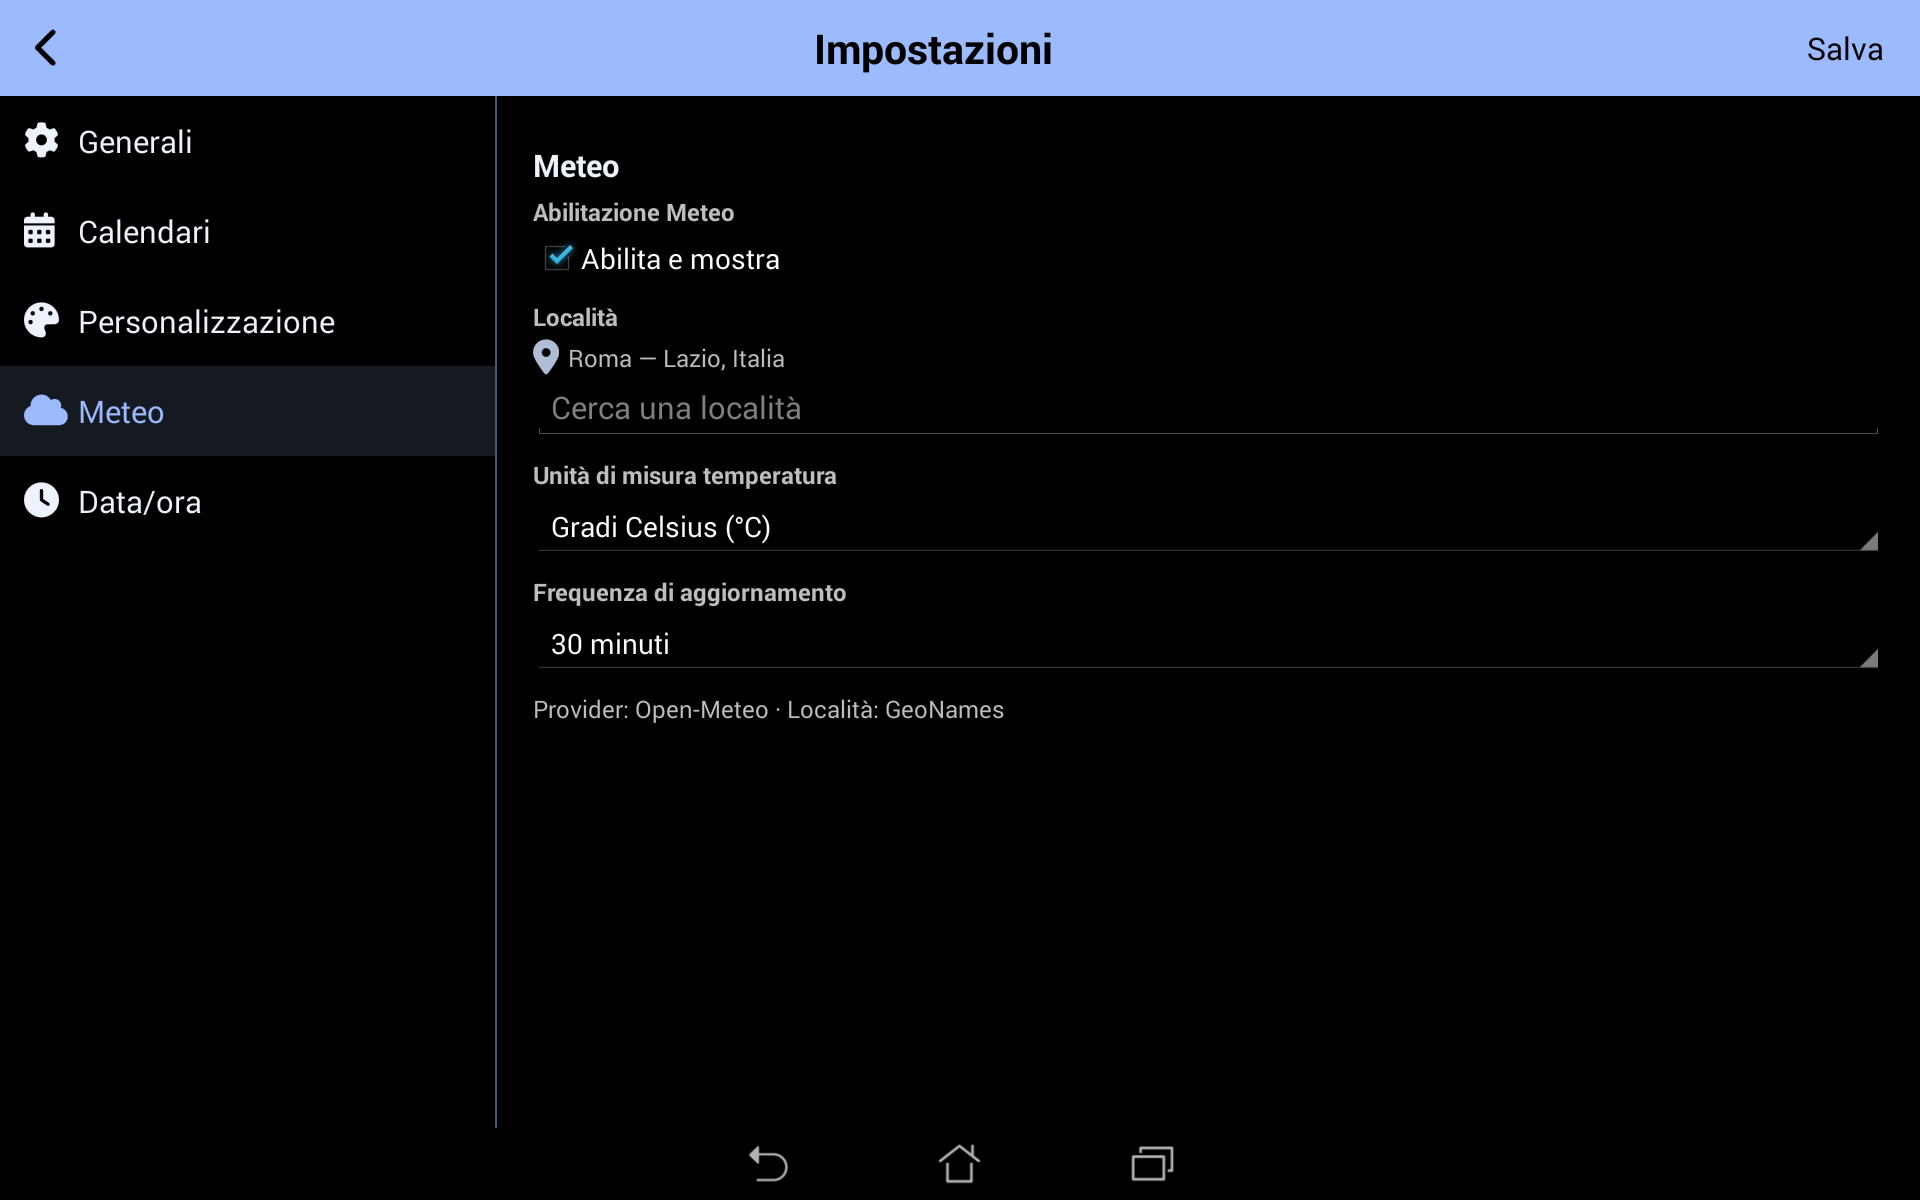 Impostazioni
Salva
Generali
Calendari
Personalizzazione
Meteo
Data/ora
Meteo
Abilitazione Meteo
Abilita e mostra
Località
Roma — Lazio, Italia
Cerca una località
Unità di misura temperatura
Gradi Celsius (°C)
Frequenza di aggiornamento
30 minuti
Provider: Open-Meteo · Località: GeoNames